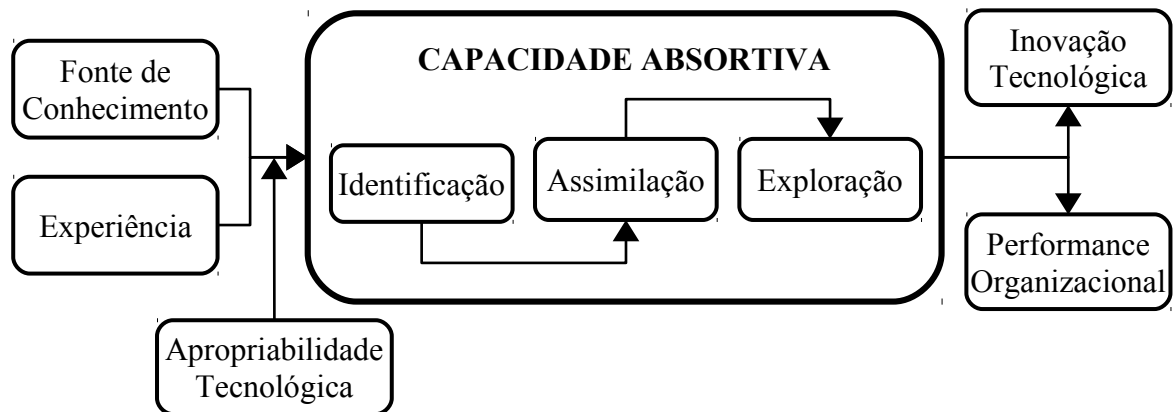 Fonte de
Conhecimento
Experiência
Apropriabilidade
Tecnológica
CAPACIDADE ABSORTIVA
Identificação
Assimilação
Exploração
Inovação
Tecnológica
Performance
Organizacional